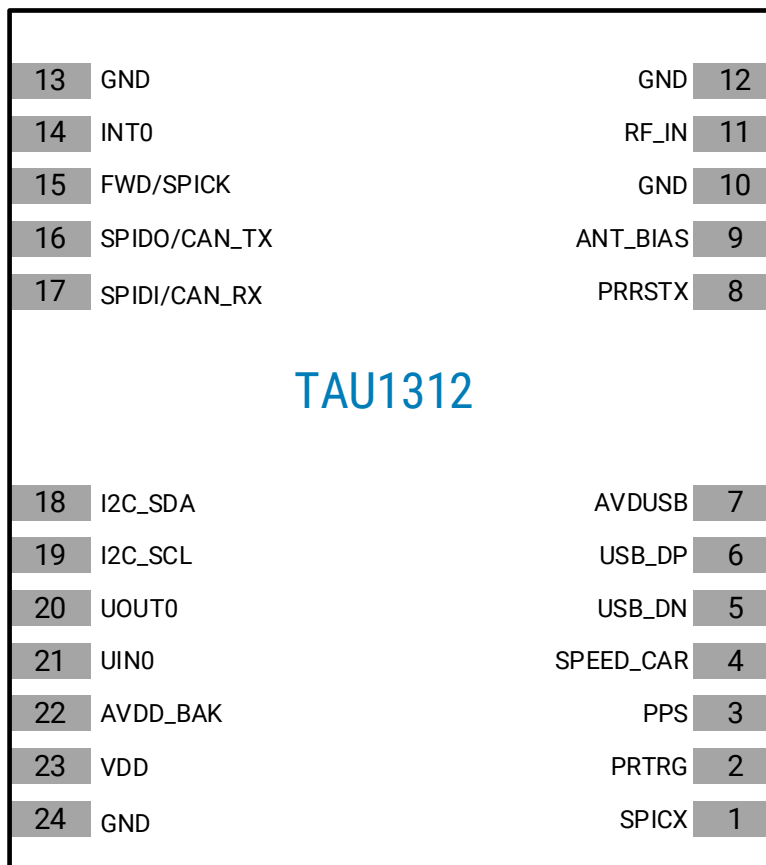 13 GND GND 12
14 INT0 RF_IN 11
15 FWD/SPICK GND 10
16 SPIDO/CAN_TX ANT_BIAS 9
17 SPIDI/CAN_RX PRRSTX 8
TAU1312
18 I2C_SDA AVDUSB 7
19 I2C_SCL USB_DP 6
20 UOUT0 USB_DN 5
21 UIN0 SPEED_CAR 4
22 AVDD_BAK PPS 3
23 VDD PRTRG 2
24 GND SPICX 1